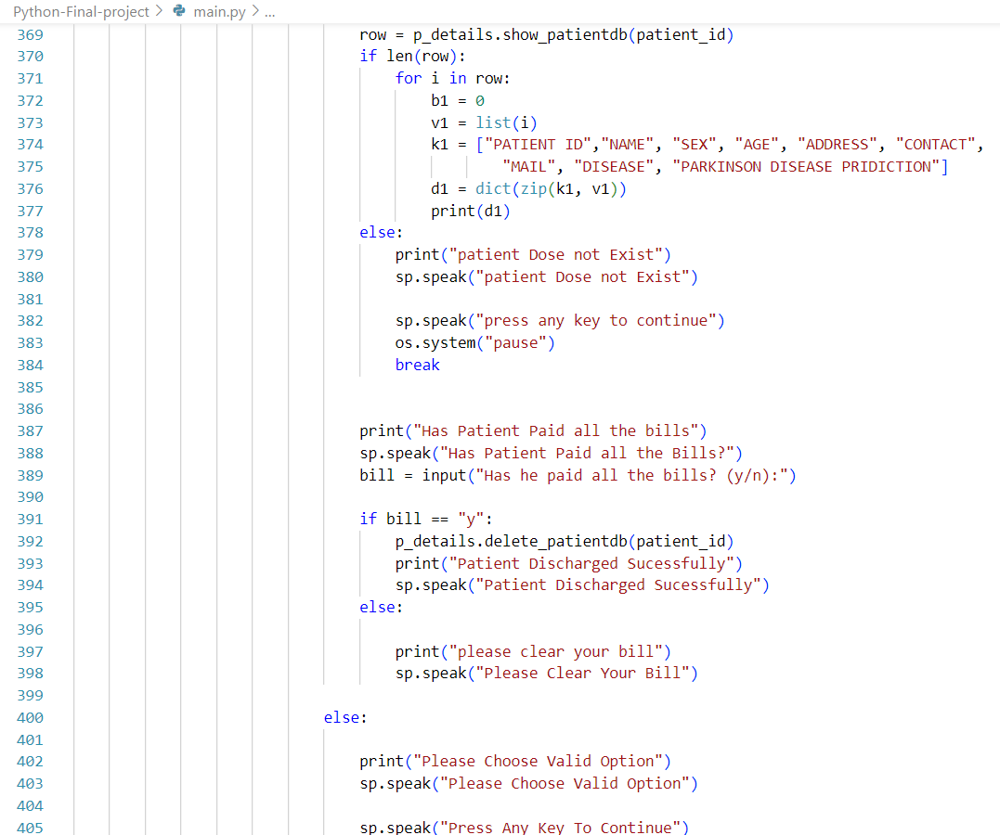 Python-Final-project > main.py > ...
369 row = p_details.show_patientdb(patient_id)
370 if len(row):
371 for i in row:
372 b1 = 0
373 v1 = list(i)
374 k1 = ["PATIENT ID","NAME", "SEX", "AGE", "ADDRESS", "CONTACT",
375 "MAIL", "DISEASE", "PARKINSON DISEASE PRIDICTION"]
376 d1 = dict(zip(k1, v1))
377 print(d1)
378 else:
379 print("patient Dose not Exist")
380 sp.speak("patient Dose not Exist")
381
382 sp.speak("press any key to continue")
383 os.system("pause")
384 break
385
386
387 print("Has Patient Paid all the bills")
388 sp.speak("Has Patient Paid all the Bills?")
389 bill = input("Has he paid all the bills? (y/n):")
390
391 if bill == "y":
392 p_details.delete_patientdb(patient_id)
393 print("Patient Discharged Sucessfully")
394 sp.speak("Patient Discharged Sucessfully")
395 else:
396
397 print("please clear your bill")
398 sp.speak("Please Clear Your Bill")
399
400 else:
401
402 print("Please Choose Valid Option")
403 sp.speak("Please Choose Valid Option")
404
405 sp.speak("Press Any Key To Continue")